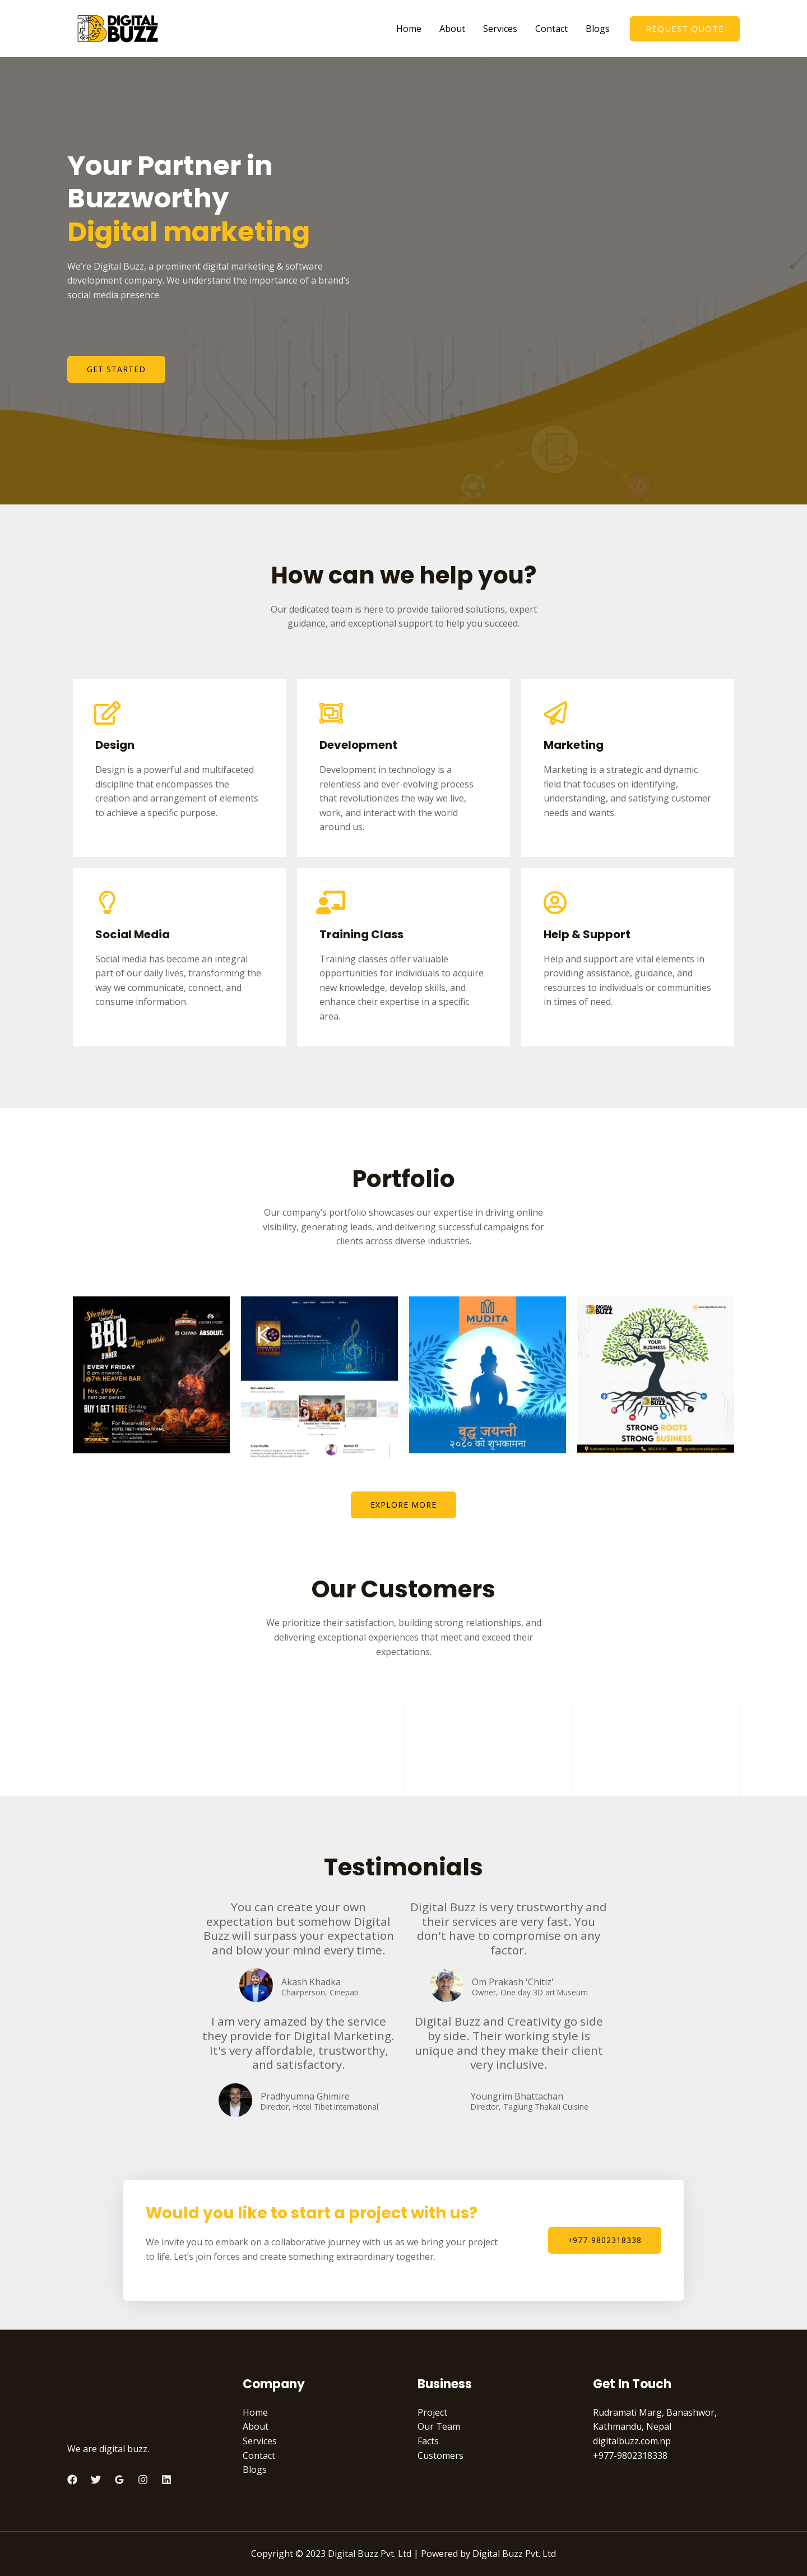 DIGITAL
BUZZ
Home
About
Services
Contact
Blogs
REQUEST QUOTE
Your Partner in
Buzzworthy
Digital marketing
We're Digital Buzz, a prominent digital marketing & software
development company. We understand the importance of a brand's
social media presence.
GET STARTED
How can we help you?
Our dedicated team is here to provide tailored solutions, expert
guidance, and exceptional support to help you succeed.
Design
Design is a powerful and multifaceted
discipline that encompasses the
creation and arrangement of elements
to achieve a specific purpose.
Development
Development in technology is a
relentless and ever-evolving process
that revolutionizes the way we live,
work, and interact with the world
around us.
Marketing
Marketing is a strategic and dynamic
field that focuses on identifying,
understanding, and satisfying customer
needs and wants.
Social Media
Social media has become an integral
part of our daily lives, transforming the
way we communicate, connect, and
consume information.
Training Class
Training classes offer valuable
opportunities for individuals to acquire
new knowledge, develop skills, and
enhance their expertise in a specific
area.
Help & Support
Help and support are vital elements in
providing assistance, guidance, and
resources to individuals or communities
in times of need.
Portfolio
Our company's portfolio showcases our expertise in driving online
visibility, generating leads, and delivering successful campaigns for
clients across diverse industries.
Sizzling
BBQ
with Live music
& DINNER
CHIVAS
ABSOLUT.
EVERY FRIDAY
6 pm onwards
@7th HEAVEN BAR
Nrs. 2999/-
nett per person
BUY 1 GET 1 FREE
On Any
Drinks
For Reservation
HOTEL TIBET INTERNATIONAL
Kendra Motion Pictures
Our Latest Work
Artist Profile
MUDITA
बुद्ध जयन्ती
२०८० को शुभकामना
DIGITAL
BUZZ
YOUR
BUSINESS
DIGITAL
BUZZ
STRONG ROOTS
STRONG BUSINESS
EXPLORE MORE
Our Customers
We prioritize their satisfaction, building strong relationships, and
delivering exceptional experiences that meet and exceed their
expectations.
Testimonials
You can create your own
expectation but somehow Digital
Buzz will surpass your expectation
and blow your mind every time.
Akash Khadka
Chairperson, Cinepati
Digital Buzz is very trustworthy and
their services are very fast. You
don't have to compromise on any
factor.
Om Prakash 'Chitiz'
Owner, One day 3D art Museum
I am very amazed by the service
they provide for Digital Marketing.
It's very affordable, trustworthy,
and satisfactory.
Pradhyumna Ghimire
Director, Hotel Tibet International
Digital Buzz and Creativity go side
by side. Their working style is
unique and they make their client
very inclusive.
Youngrim Bhattachan
Director, Taglung Thakali Cuisine
Would you like to start a project with us?
We invite you to embark on a collaborative journey with us as we bring your project
to life. Let's join forces and create something extraordinary together.
+977-9802318338
We are digital buzz.
Company
Home
About
Services
Contact
Blogs
Business
Project
Our Team
Facts
Customers
Get In Touch
Rudramati Marg, Banashwor,
Kathmandu, Nepal
digitalbuzz.com.np
+977-9802318338
Copyright © 2023 Digital Buzz Pvt. Ltd | Powered by Digital Buzz Pvt. Ltd